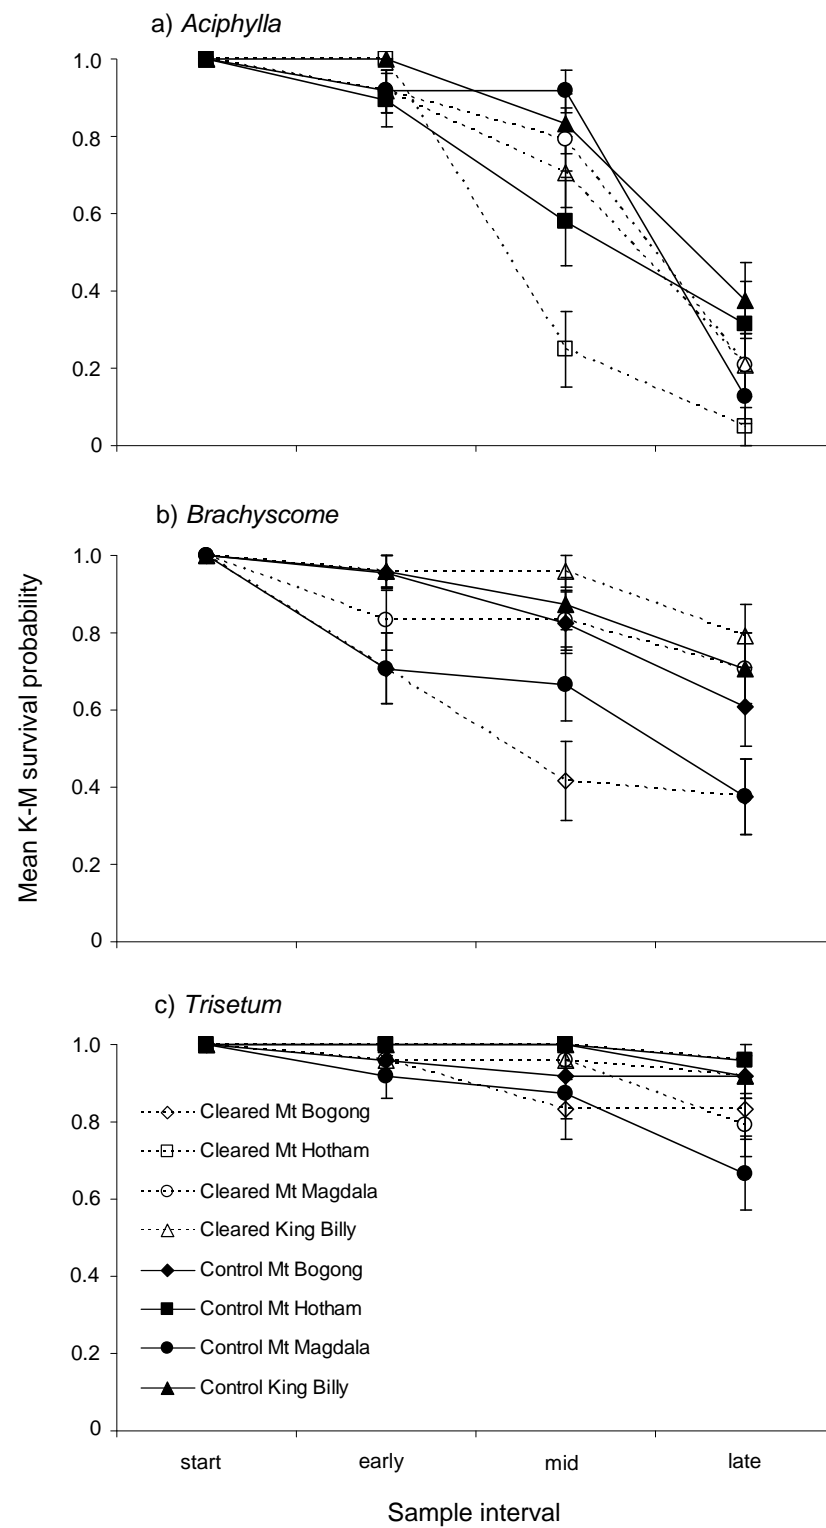 a) Aciphylla
1.0
0.8
0.6
0.4
0.2
0
b) Brachyscome
1.0
0.8
0.6
0.4
0.2
0
Mean K-M survival probability
c) Trisetum
1.0
0.8
0.6
0.4
0.2
0
Cleared Mt Bogong
Cleared Mt Hotham
Cleared Mt Magdala
Cleared King Billy
Control Mt Bogong
Control Mt Hotham
Control Mt Magdala
Control King Billy
start early mid late
Sample interval